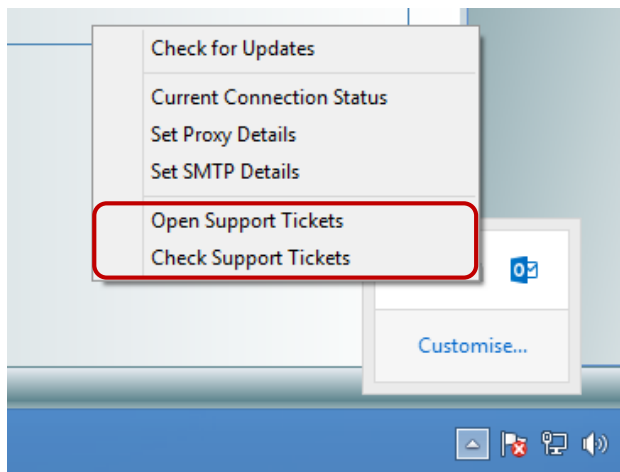 Check for Updates
Current Connection Status
Set Proxy Details
Set SMTP Details
Open Support Tickets
Check Support Tickets
Customise...